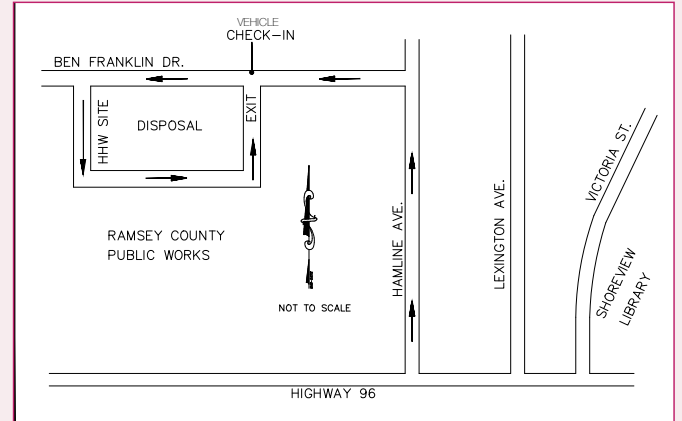 VEHICLE
CHECK-IN
BEN FRANKLIN DR.
HHW SITE
DISPOSAL
EXIT
RAMSEY COUNTY
PUBLIC WORKS
NOT TO SCALE
HAMLINE AVE.
LEXINGTON AVE.
VICTORIA ST.
SHOREVIEW
LIBRARY
HIGHWAY 96